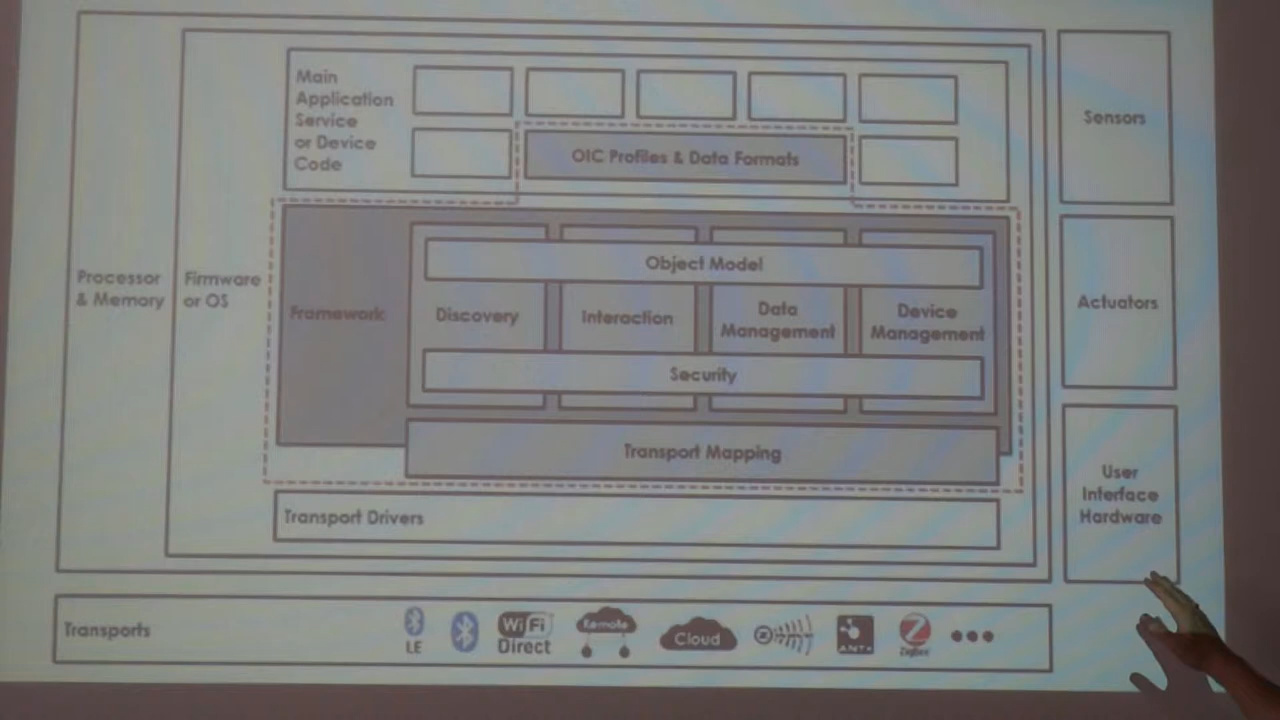 Main
Application
Service
or Device
Code
OIC Profiles & Data Formats
Sensors
Processor
& Memory
Firmware
or OS
Framework
Object Model
Discovery
Interaction
Data
Management
Device
Management
Security
Actuators
Transport Mapping
User
Interface
Hardware
Transport Drivers
Transports
LE
WiFi
Direct
Remote
Cloud
ANT+
ZigBee